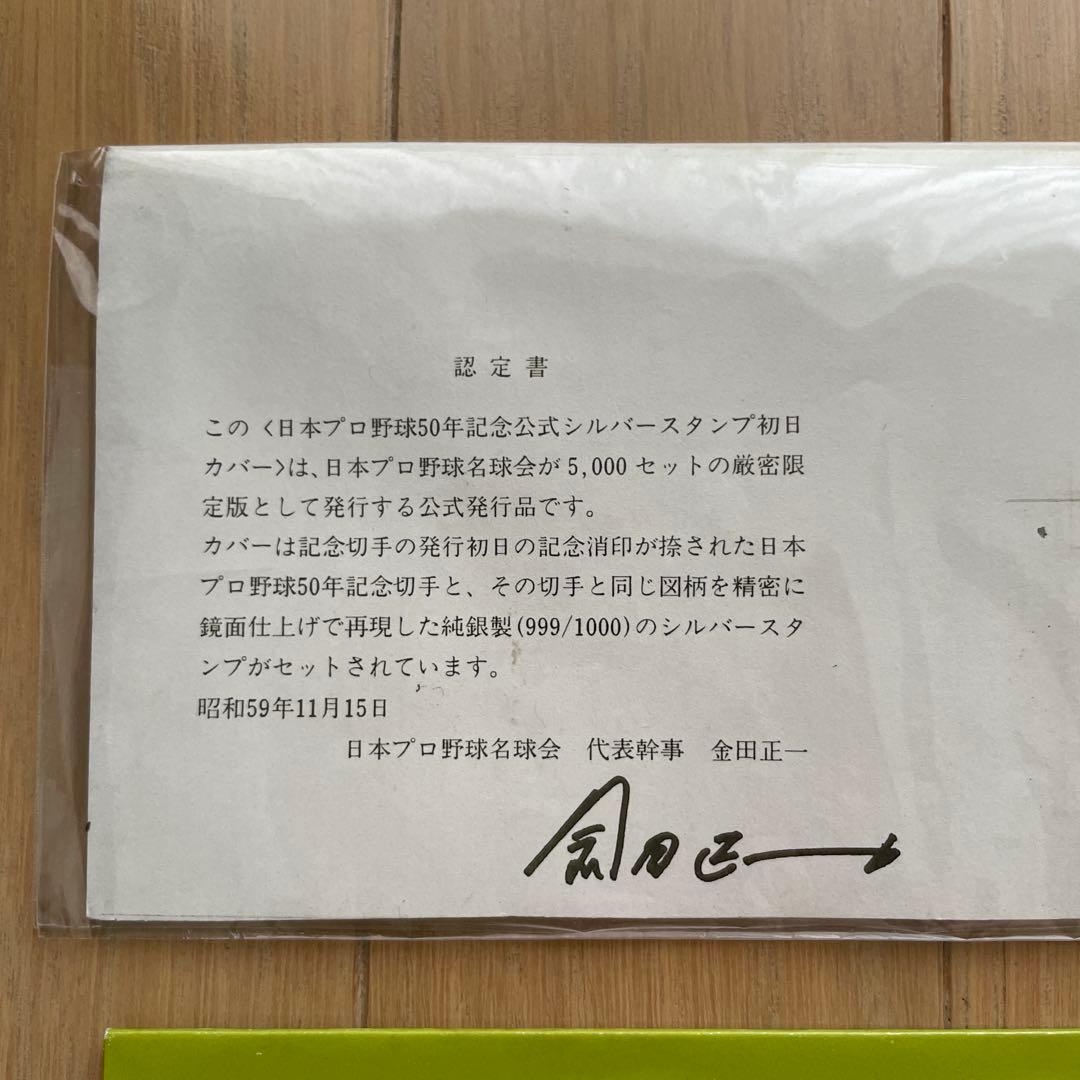 認定書
この〈日本プロ野球50年記念公式シルバースタンプ初日
カバー〉は、日本プロ野球名球会が5,000セットの厳密限
定版として発行する公式発行品です。
カバーは記念切手の発行初日の記念消印が捺された日本
プロ野球50年記念切手と、その切手と同じ図柄を精密に
鏡面仕上げで再現した純銀製(999/1000)のシルバースタ
ンプがセットされています。
昭和59年11月15日
日本プロ野球名球会 代表幹事 金田正一
金田正一